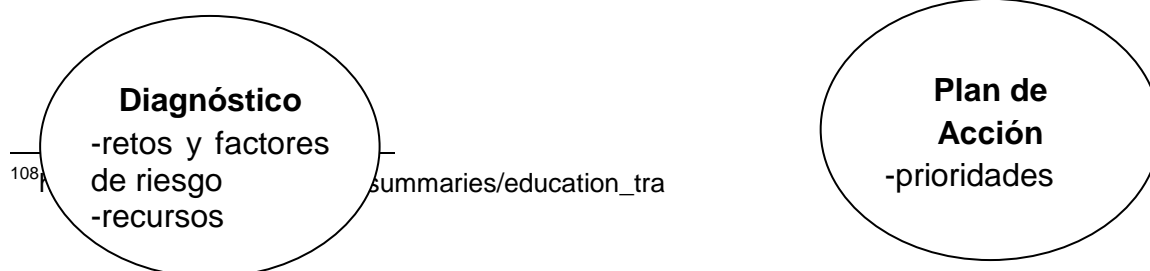 Diagnóstico
-retos y factores
de riesgo
-recursos
108
summaries/education_tra
Plan de
Acción
-prioridades